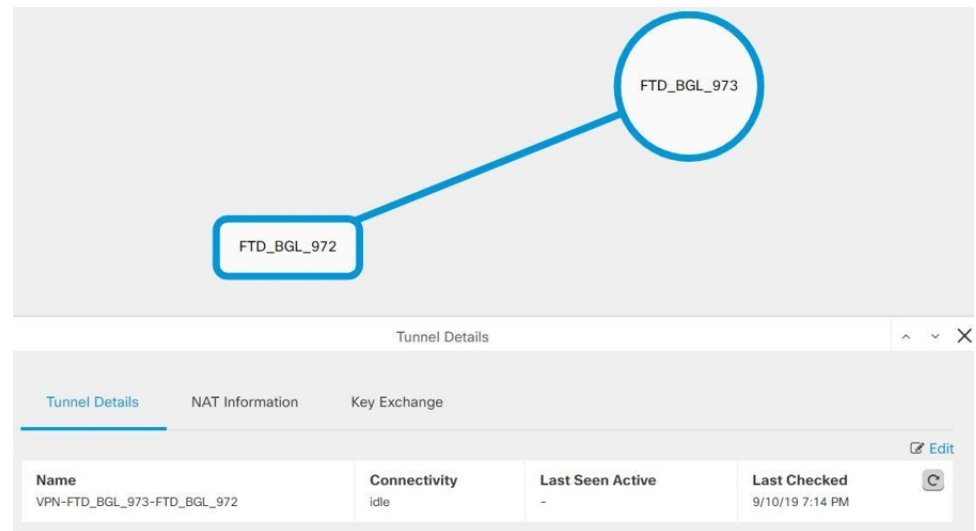 FTD_BGL_973
FTD_BGL_972
Tunnel Details
Tunnel Details NAT Information Key Exchange
Edit
Name Connectivity Last Seen Active Last Checked
VPN-FTD_BGL_973-FTD_BGL_972 idle - 9/10/19 7:14 PM